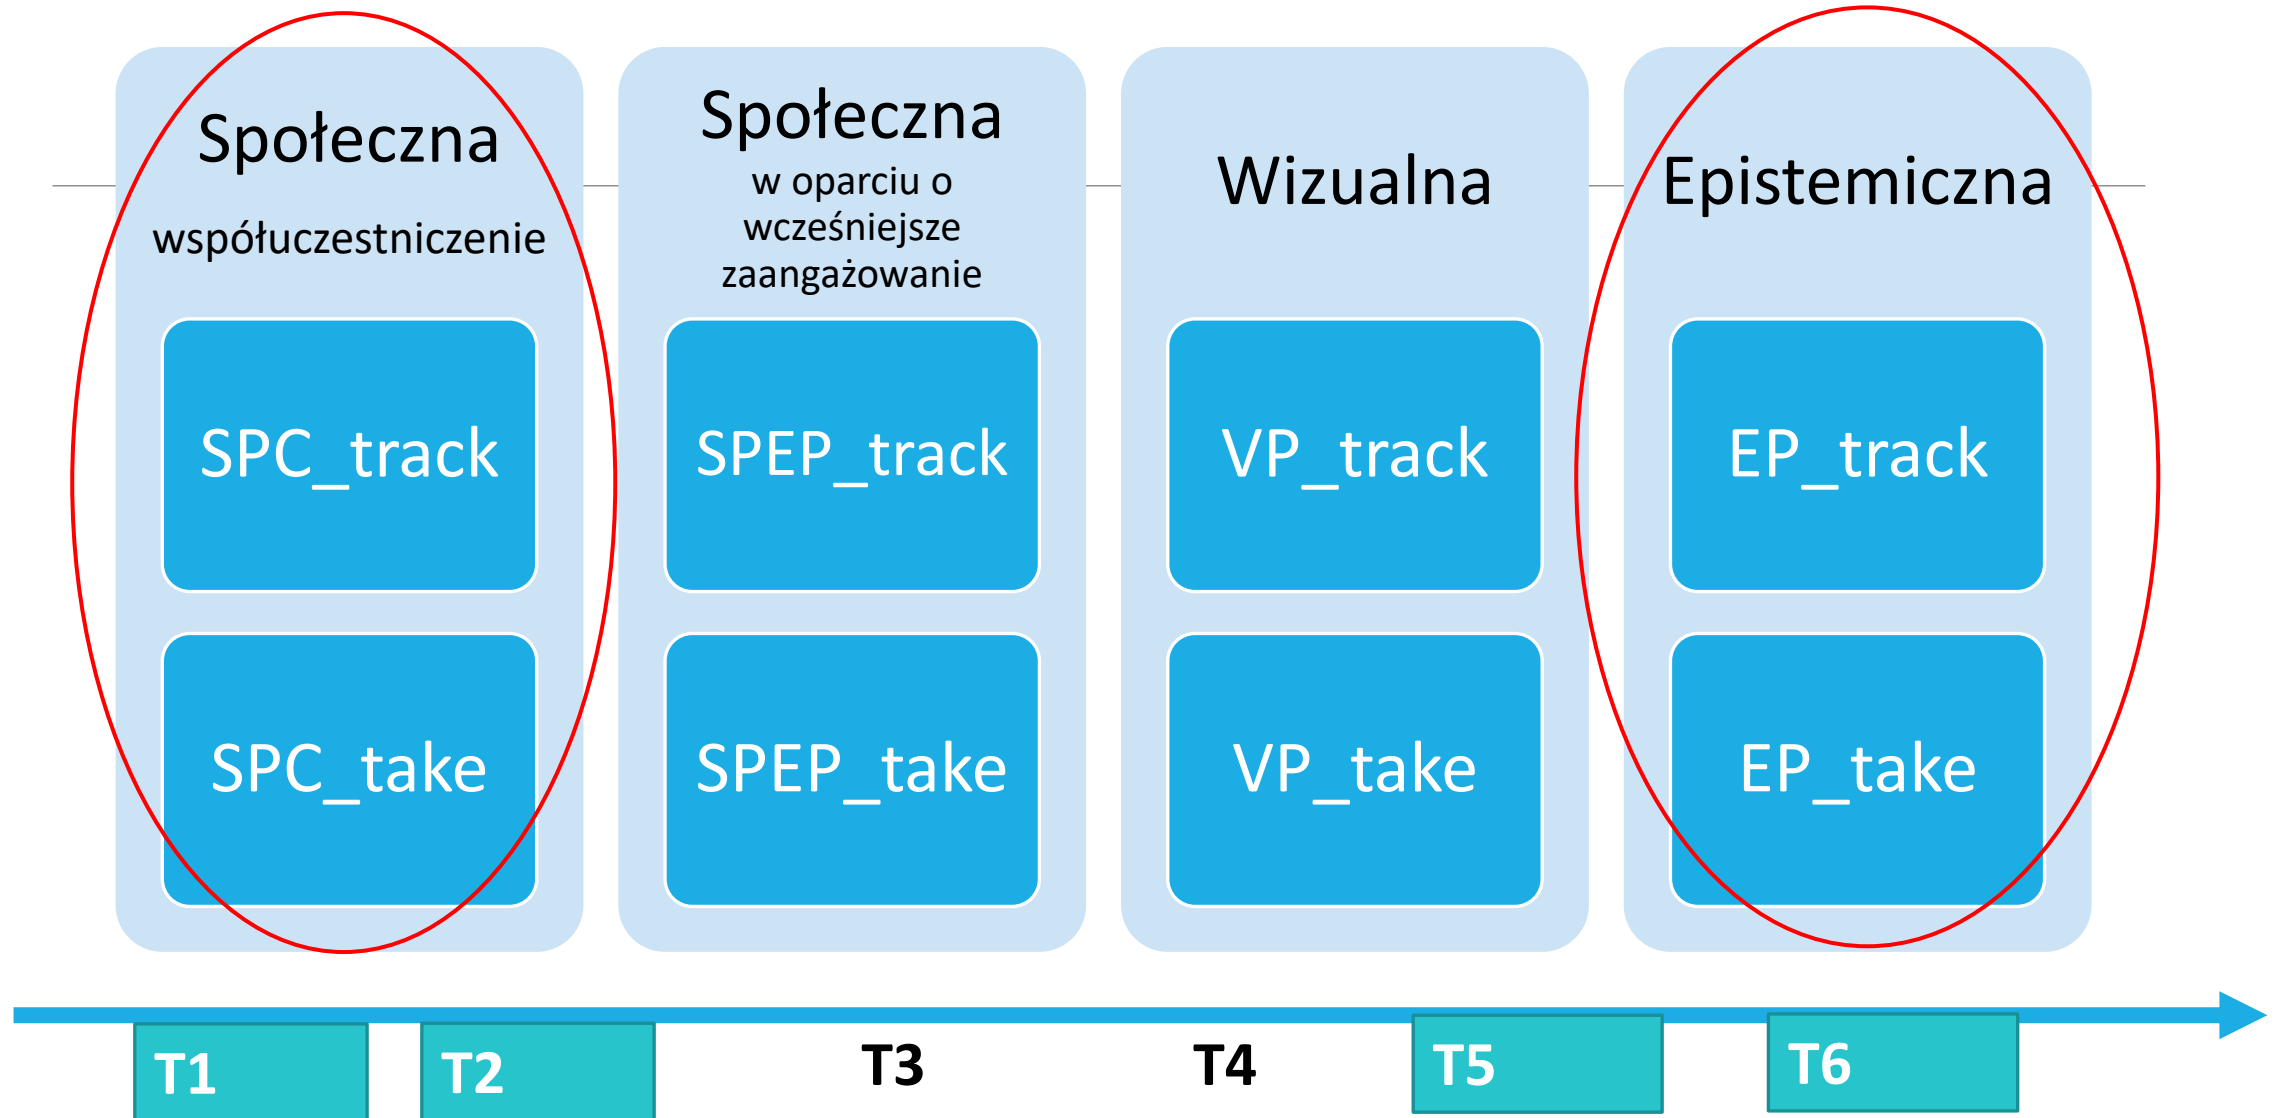 Społeczna
współuczestniczenie
SPC_track
SPC_take
Społeczna
w oparciu o
wcześniejsze
zaangażowanie
SPEP_track
SPEP_take
Wizualna
VP_track
VP_take
Epistemiczna
EP_track
EP_take
T1
T2
T3
T4
T5
T6